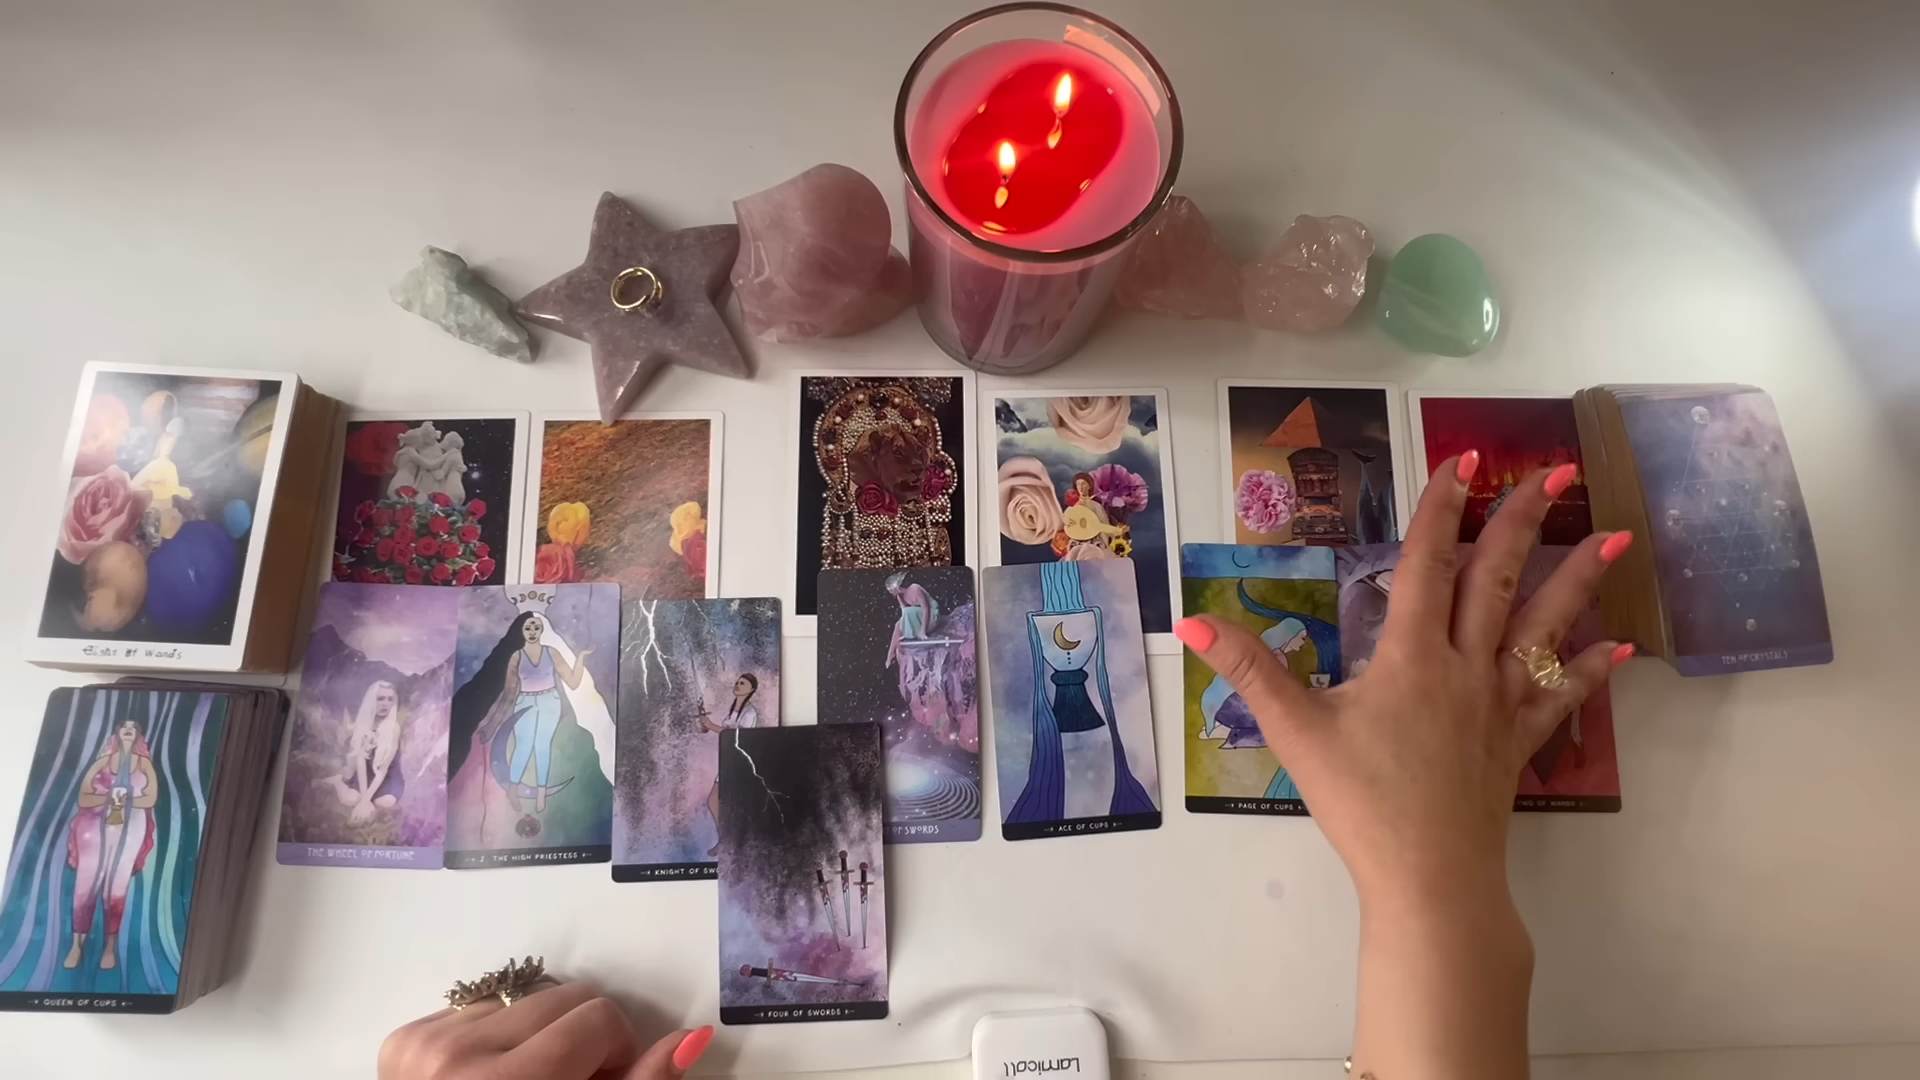 Eight of Wands
TEN OF CRYSTALS
TWO OF WANDS
PAGE OF CUPS
OF SWORDS
ACE OF CUPS
THE WHEEL OF FORTUNE
2 THE HIGH PRIESTESS
KNIGHT OF SWO
QUEEN OF CUPS
FOUR OF SWORDS
Lamicall